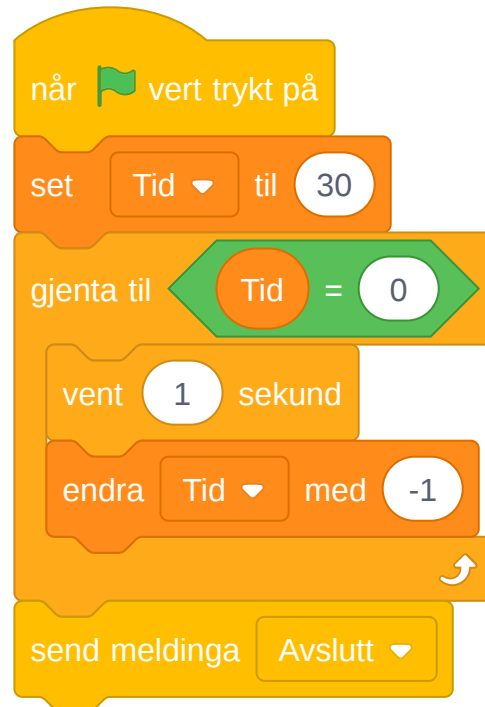 når vert trykt på
set Tid til 30
gjenta til Tid = 0
vent 1 sekund
endra Tid med -1
send meldinga Avslutt